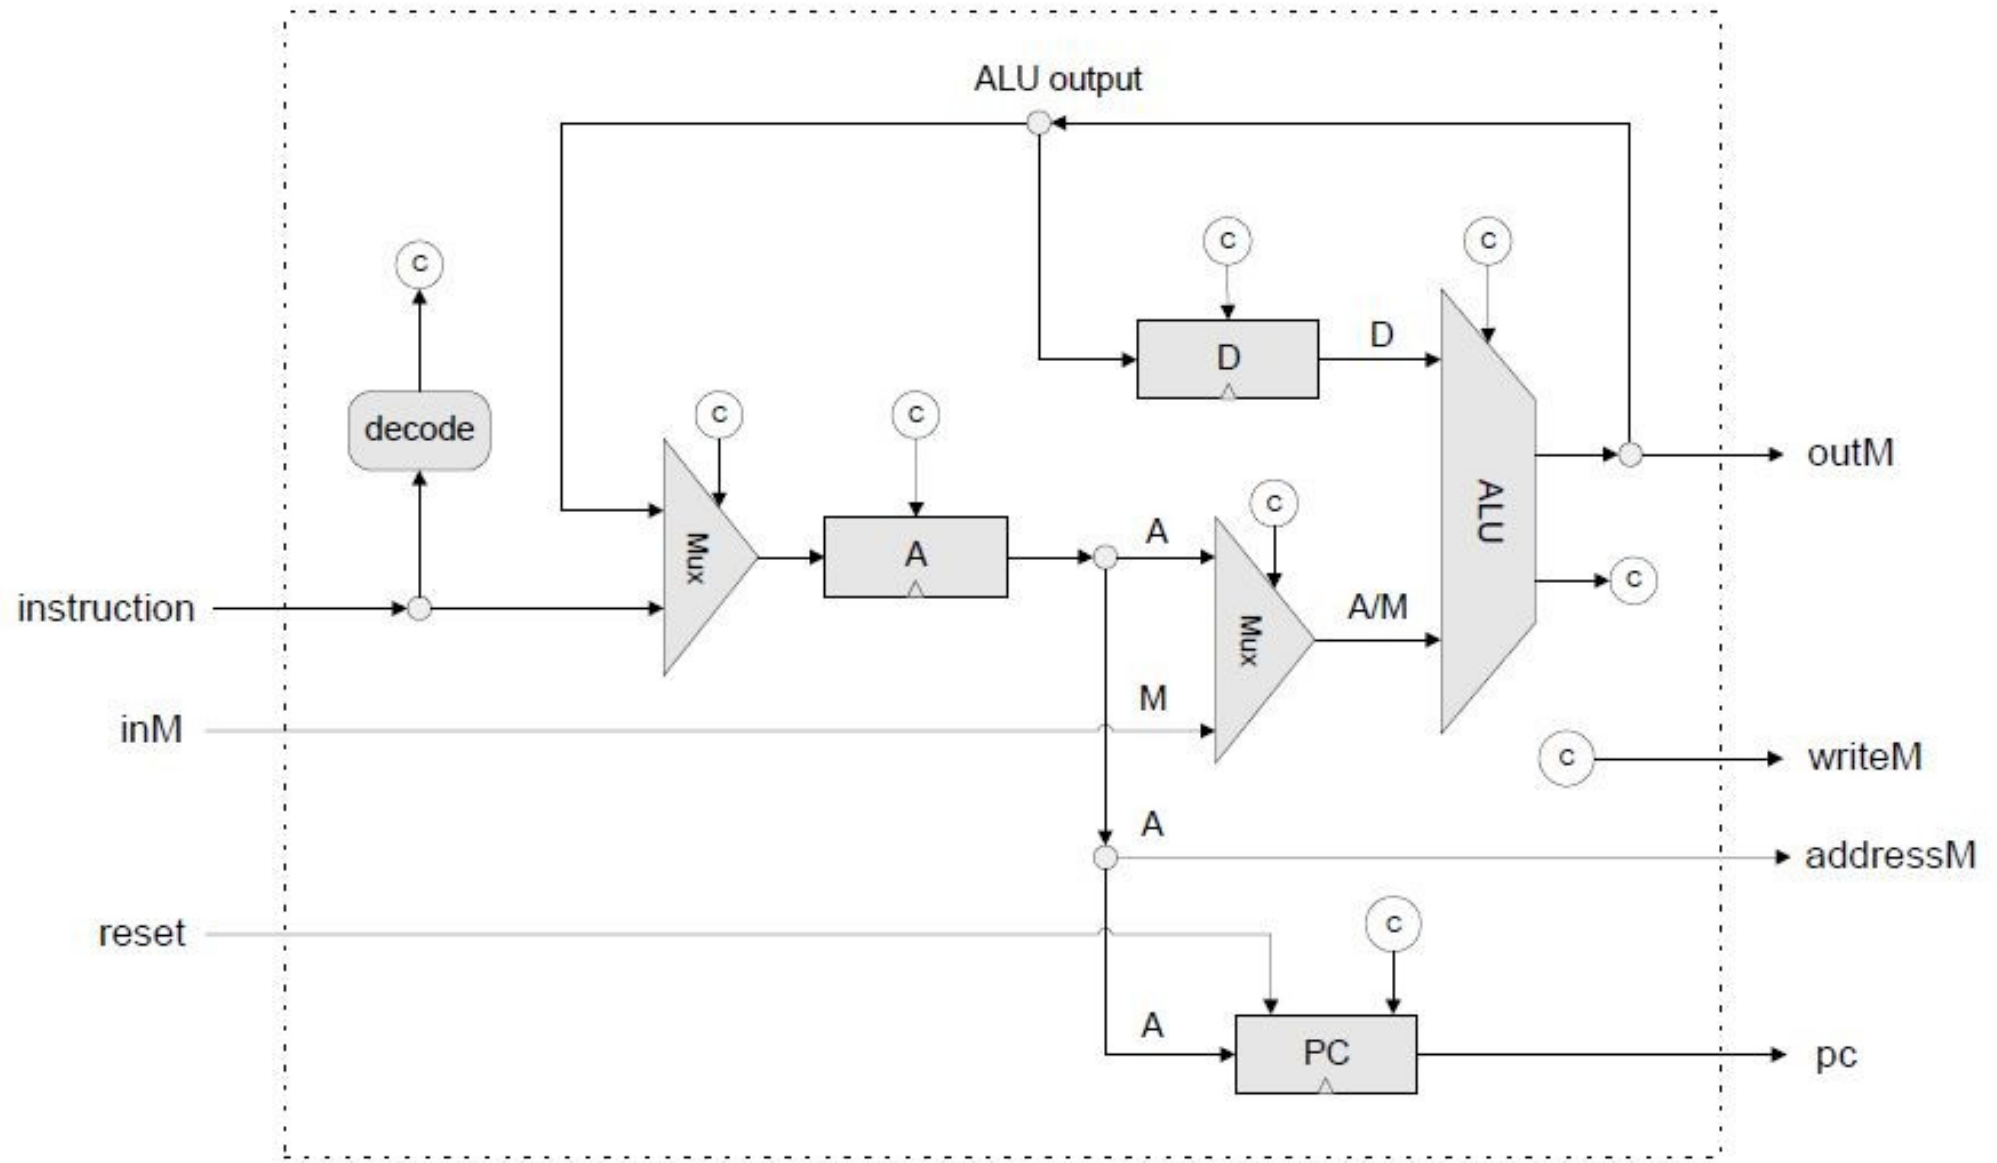 ALU output
C
C
C
D
D
decode
C
C
outM
ALU
Mux
A
A
C
C
instruction
A/M
Mux
M
inM
C
writeM
A
addressM
reset
C
A
PC
pc